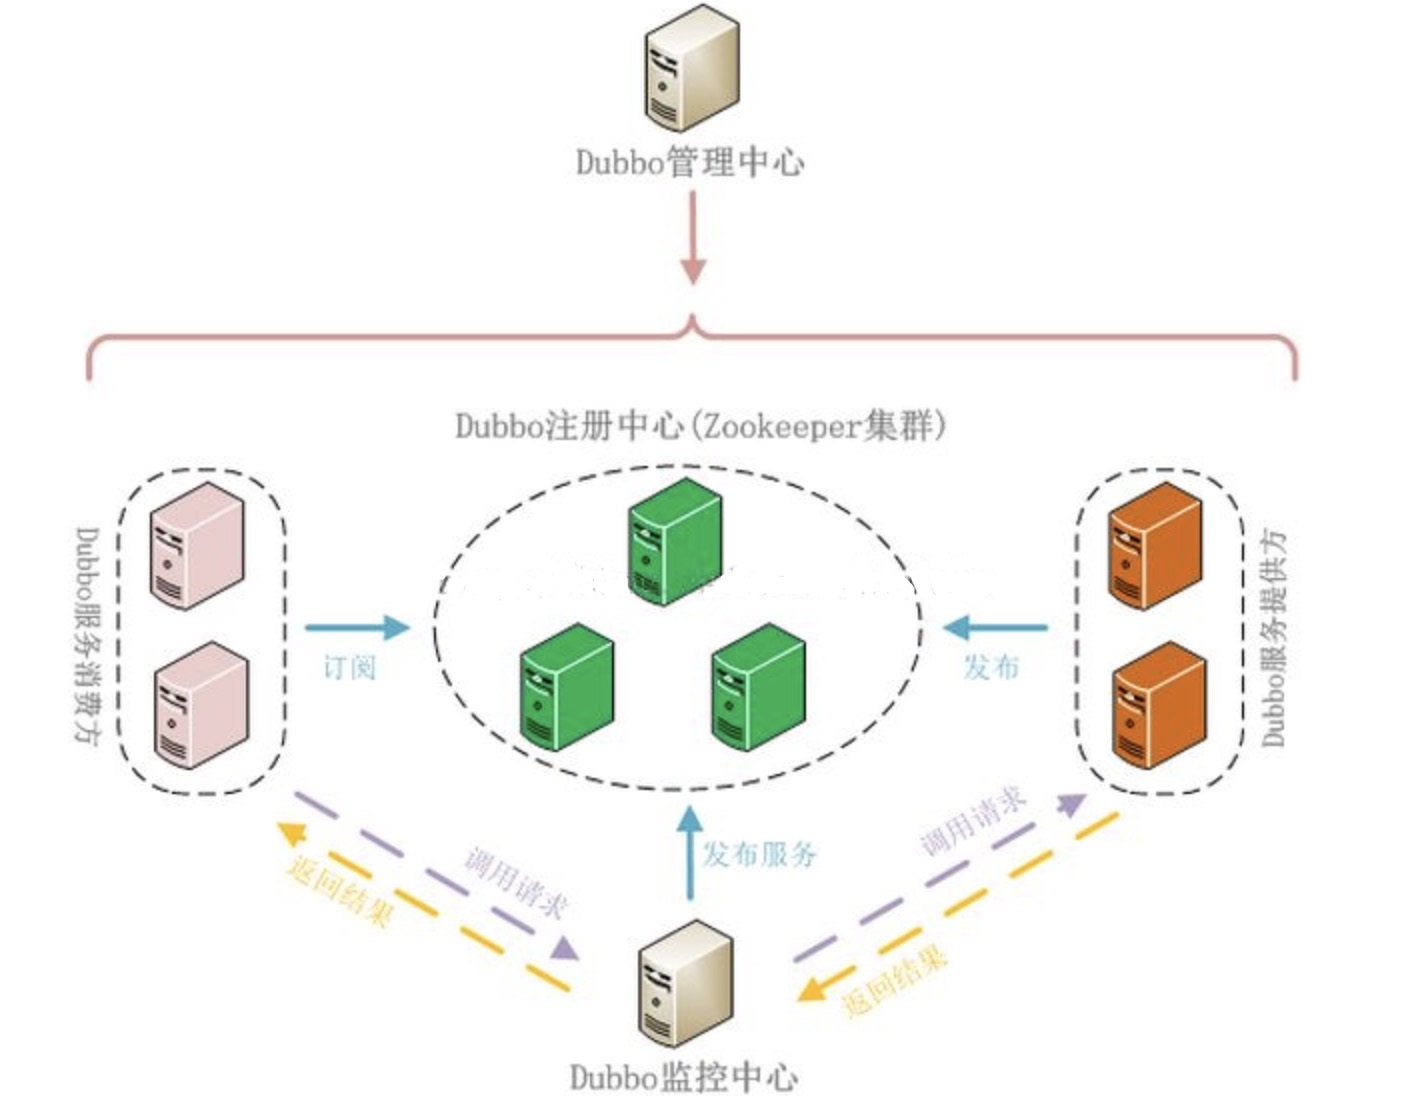 Dubbo管理中心
Dubbo注册中心(Zookeeper集群)
Dubbo服务消费方
订阅
发布
Dubbo服务提供方
调用请求
返回结果
发布服务
调用请求
返回结果
Dubbo监控中心